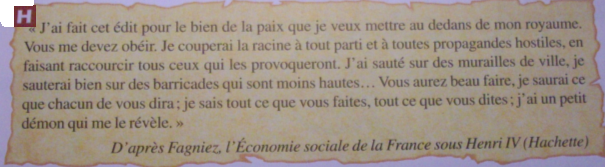 H
« J'ai fait cet édit pour le bien de la paix que je veux mettre au dedans de mon royaume.
Vous me devez obéir. Je couperai la racine à tout parti et à toutes propagandes hostiles, en
faisant raccourcir tous ceux qui les provoqueront. J'ai sauté sur des murailles de ville, je
sauterai bien sur des barricades qui sont moins hautes... Vous aurez beau faire, je saurai ce
que chacun de vous dira ; je sais tout ce que vous faites, tout ce que vous dites ; j'ai un petit
démon qui me le révèle. »
D'après Fagniez, l'Économie sociale de la France sous Henri IV (Hachette)